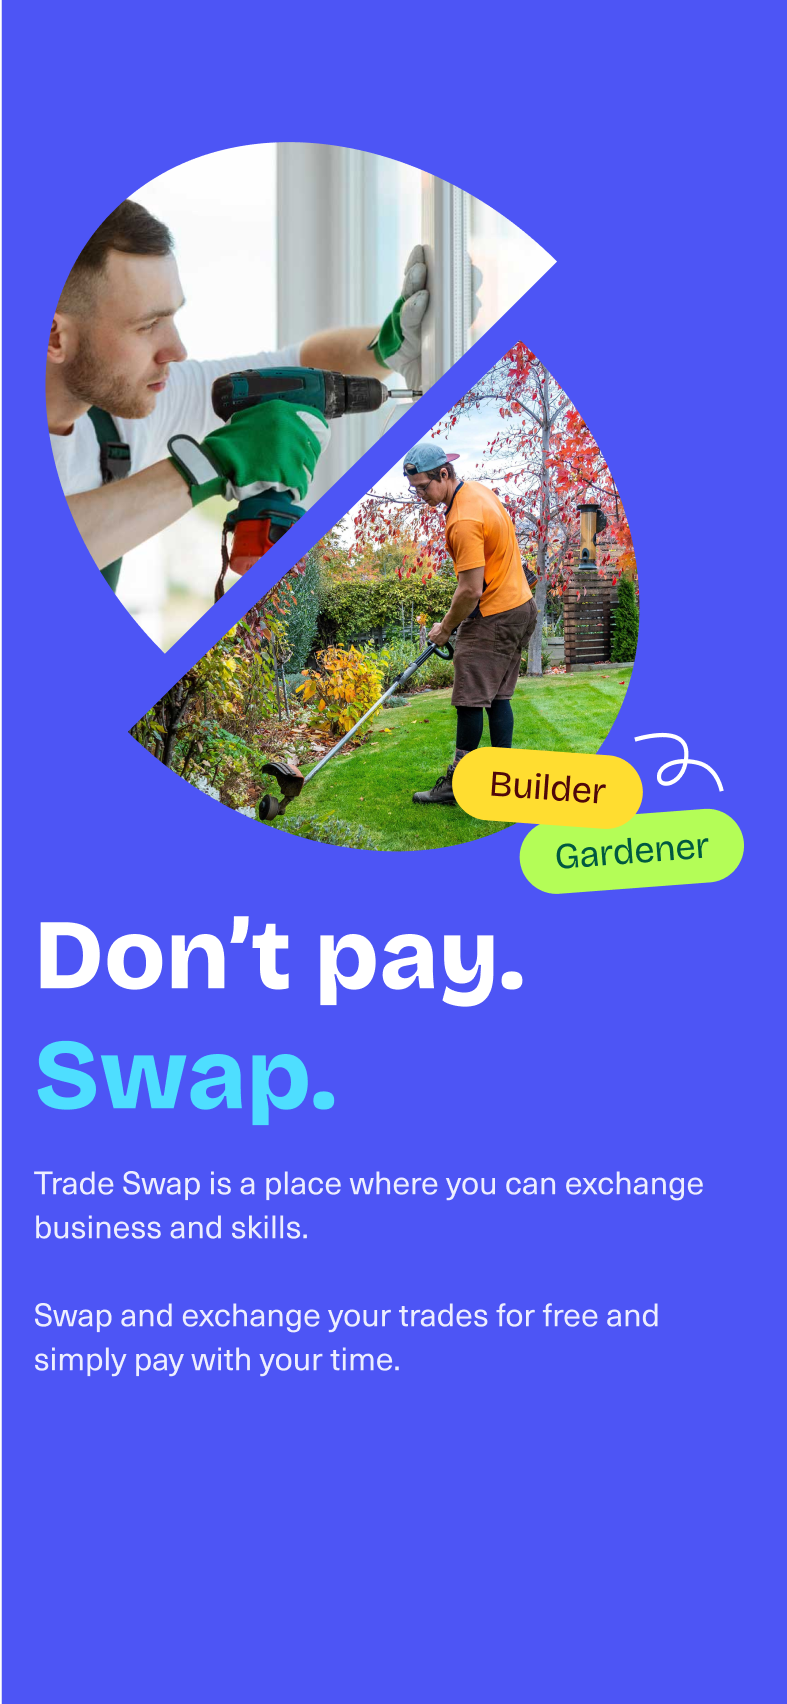 Builder
Gardener
Don't pay.
Swap.
Trade Swap is a place where you can exchange
business and skills.
Swap and exchange your trades for free and
simply pay with your time.